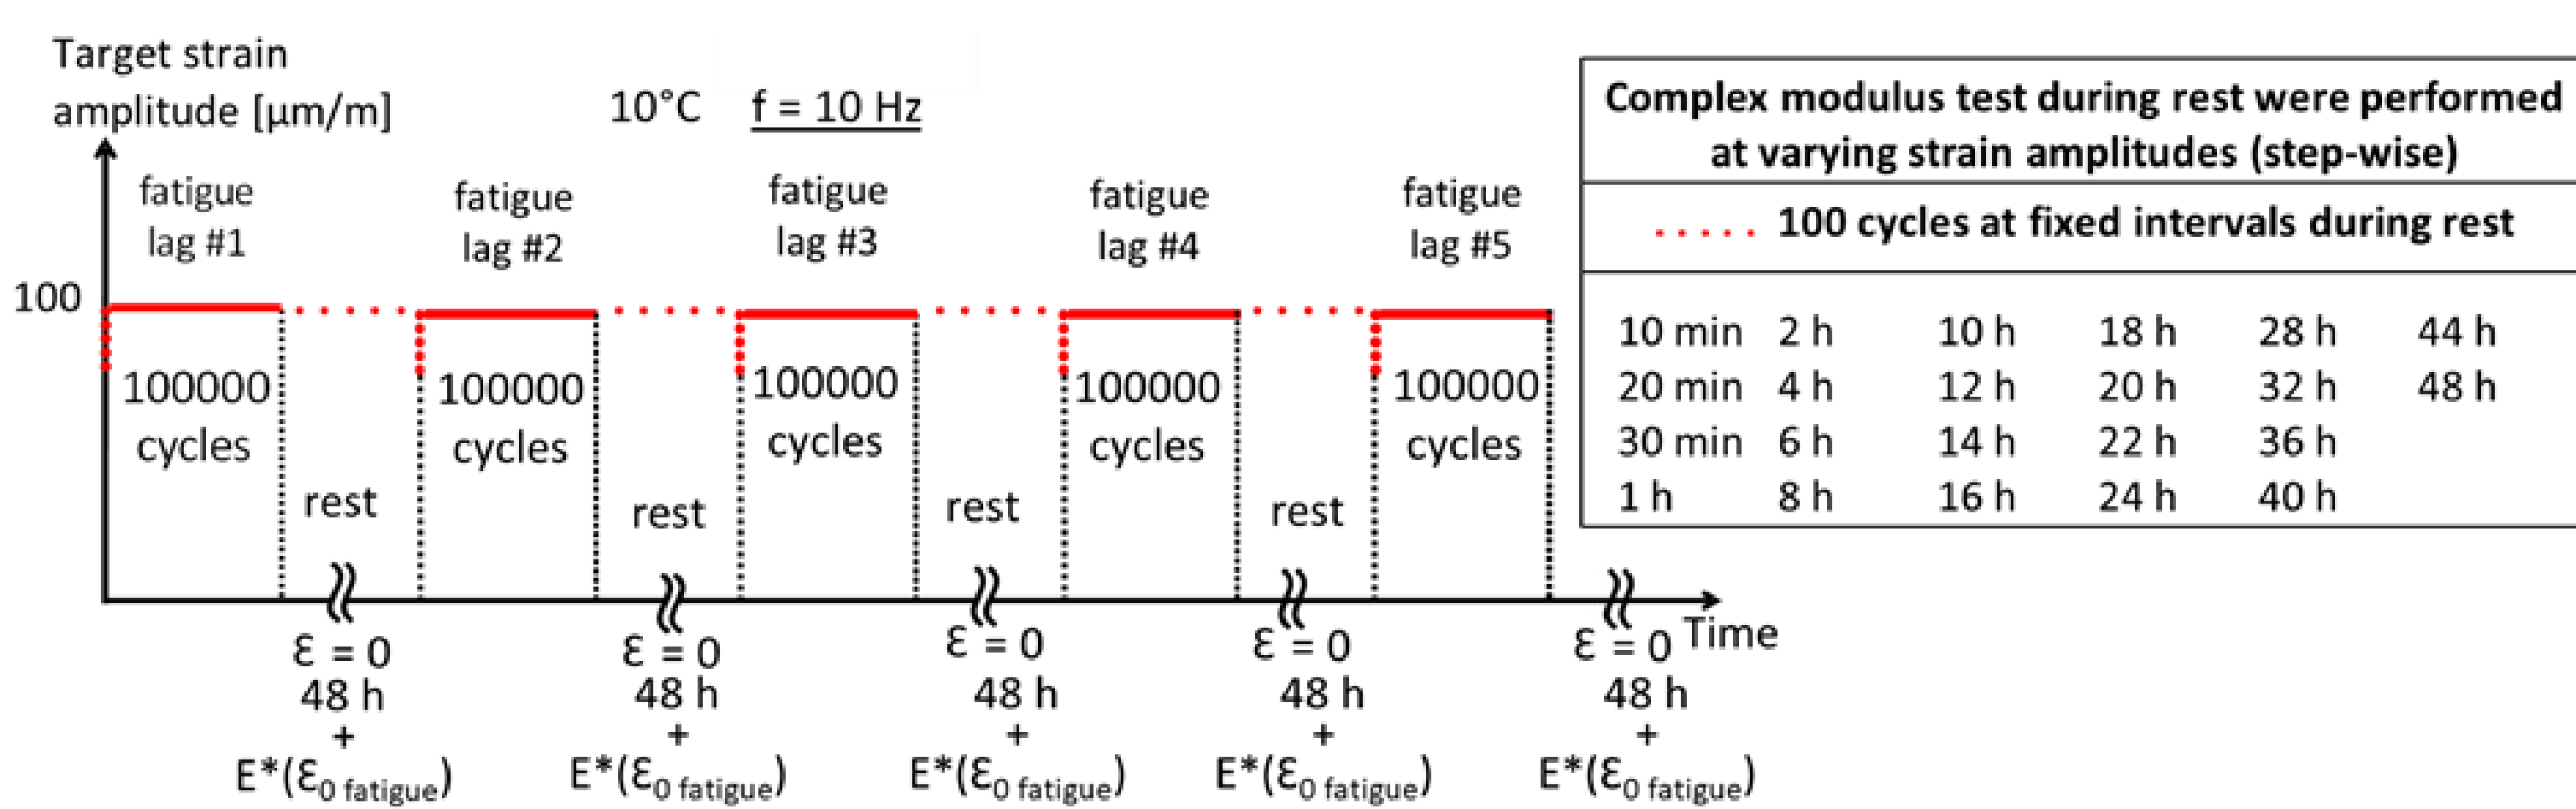 Target strain
amplitude [µm/m]
10°C f = 10 Hz
fatigue
lag #1
fatigue
lag #2
fatigue
lag #3
fatigue
lag #4
fatigue
lag #5
100
100000
cycles
100000
cycles
100000
cycles
100000
cycles
100000
cycles
rest
rest
rest
rest
Ɛ = 0
48 h
+
E*(Ɛ0 fatigue)
Ɛ = 0
48 h
+
E*(Ɛ0 fatigue)
Ɛ = 0
48 h
+
E*(Ɛ0 fatigue)
Ɛ = 0
48 h
+
E*(Ɛ0 fatigue)
Ɛ = 0
48 h
+
E*(Ɛ0 fatigue)
Time
Complex modulus test during rest were performed
at varying strain amplitudes (step-wise)
100 cycles at fixed intervals during rest
10 min 2 h 10 h 18 h 28 h 44 h
20 min 4 h 12 h 20 h 32 h 48 h
30 min 6 h 14 h 22 h 36 h
1 h 8 h 16 h 24 h 40 h